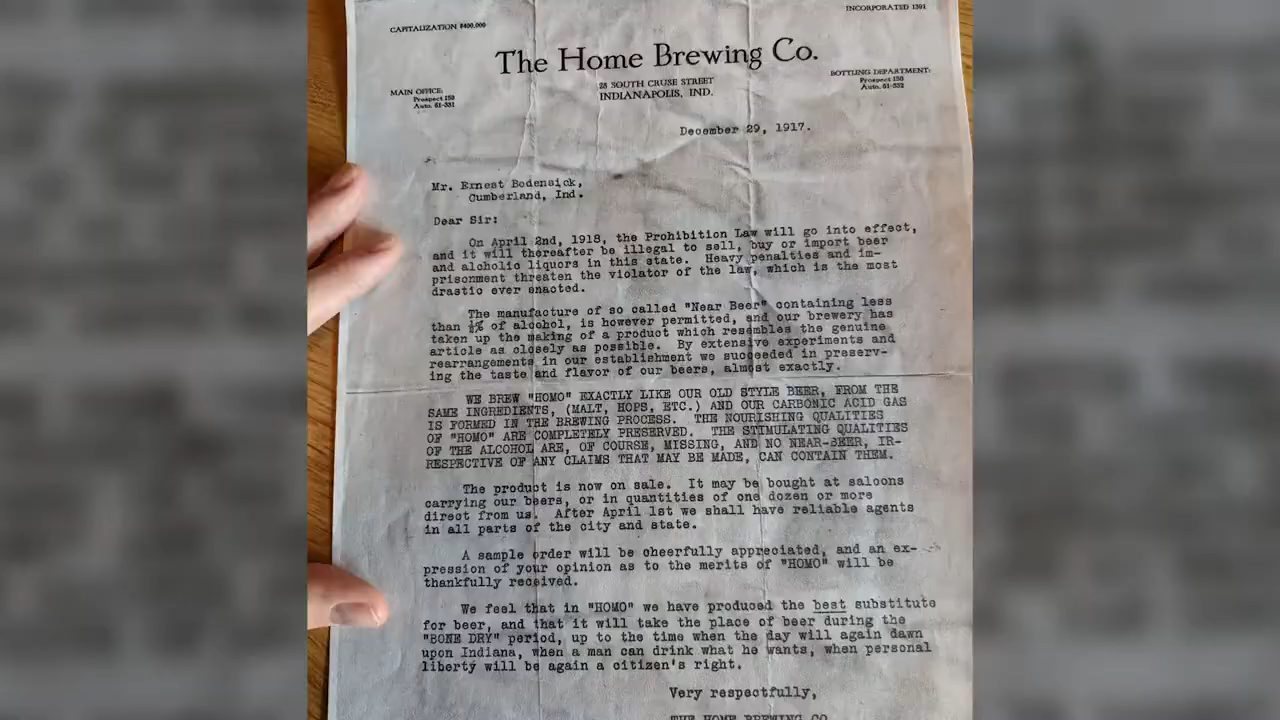 CAPITALIZATION $400,000
INCORPORATED 1891
The Home Brewing Co.
28 SOUTH CRUSE STREET
INDIANAPOLIS, IND.
MAIN OFFICE:
Prospect 150
Auto. 61-331
BOTTLING DEPARTMENT:
Prospect 150
Auto. 61-332
December 29, 1917.
Mr. Ernest Bodensick,
Cumberland, Ind.
Dear Sir:
On April 2nd, 1918, the Prohibition Law will go into effect,
and it will thereafter be illegal to sell, buy or import beer
and alcoholic liquors in this state. Heavy penalties and im-
prisonment threaten the violator of the law, which is the most
drastic ever enacted.
The manufacture of so called "Near Beer" containing less
than ½% of alcohol, is however permitted, and our brewery has
taken up the making of a product which resembles the genuine
article as closely as possible. By extensive experiments and
rearrangements in our establishment we succeeded in preserv-
ing the taste and flavor of our beers, almost exactly.
WE BREW "HOMO" EXACTLY LIKE OUR OLD STYLE BEER, FROM THE
SAME INGREDIENTS, (MALT, HOPS, ETC.) AND OUR CARBONIC ACID GAS
IS FORMED IN THE BREWING PROCESS. THE NOURISHING QUALITIES
OF "HOMO" ARE COMPLETELY PRESERVED. THE STIMULATING QUALITIES
OF THE ALCOHOL ARE, OF COURSE, MISSING, AND NO NEAR-BEER, IR-
RESPECTIVE OF ANY CLAIMS THAT MAY BE MADE, CAN CONTAIN THEM.
The product is now on sale. It may be bought at saloons
carrying our beers, or in quantities of one dozen or more
direct from us. After April 1st we shall have reliable agents
in all parts of the city and state.
A sample order will be cheerfully appreciated, and an ex-
pression of your opinion as to the merits of "HOMO" will be
thankfully received.
We feel that in "HOMO" we have produced the best substitute
for beer, and that it will take the place of beer during the
"BONE DRY" period, up to the time when the day will again dawn
upon Indiana, when a man can drink what he wants, when personal
liberty will be again a citizen's right.
Very respectfully,
THE HOME BREWING CO.